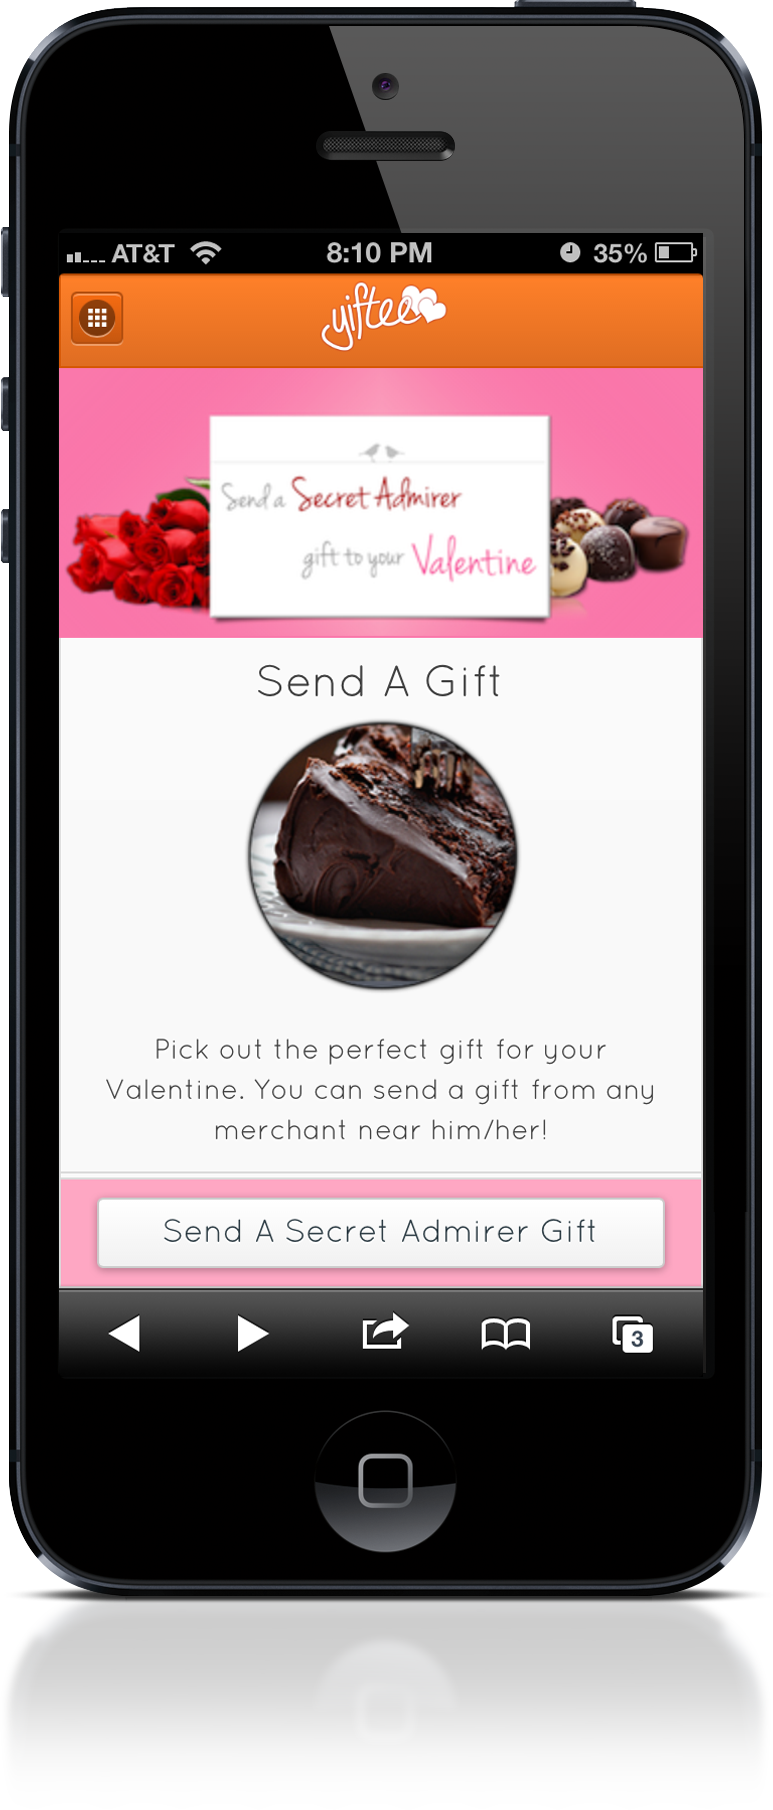 AT&T 8:10 PM 35%
yiftee
Send a Secret Admirer
gift to your Valentine
Send A Gift
Pick out the perfect gift for your
Valentine. You can send a gift from any
merchant near him/her!
Send A Secret Admirer Gift
3